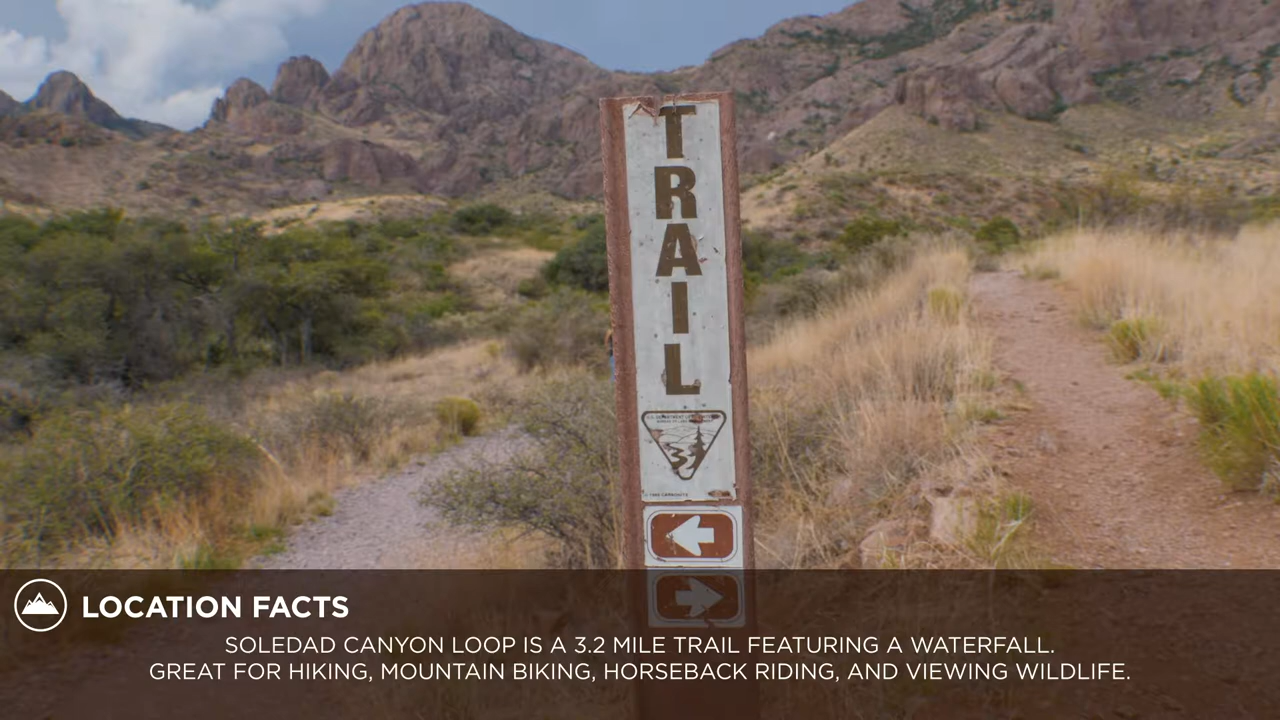 TRAIL
LOCATION FACTS
SOLEDAD CANYON LOOP IS A 3.2 MILE TRAIL FEATURING A WATERFALL.
GREAT FOR HIKING, MOUNTAIN BIKING, HORSEBACK RIDING, AND VIEWING WILDLIFE.